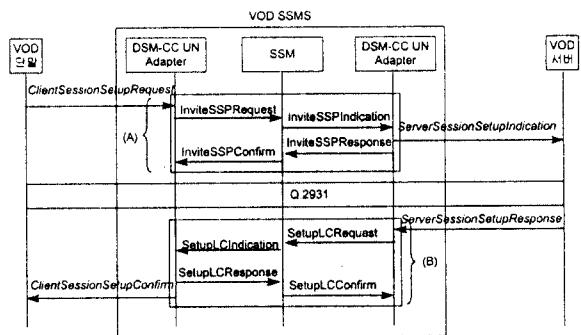 VOD SSMS
VOD
단말
DSM-CC UN
Adapter
SSM
DSM-CC UN
Adapter
VOD
서버
ClientSessionSetupRequest
(A)
InviteSSPRequest
InviteSSPIndication
ServerSessionSetupIndication
InviteSSPResponse
InviteSSPConfirm
Q 2931
ServerSessionSetupResponse
SetupLCRequest
SetupLCIndication
(B)
SetupLCResponse
ClientSessionSetupConfirm
SetupLCConfirm